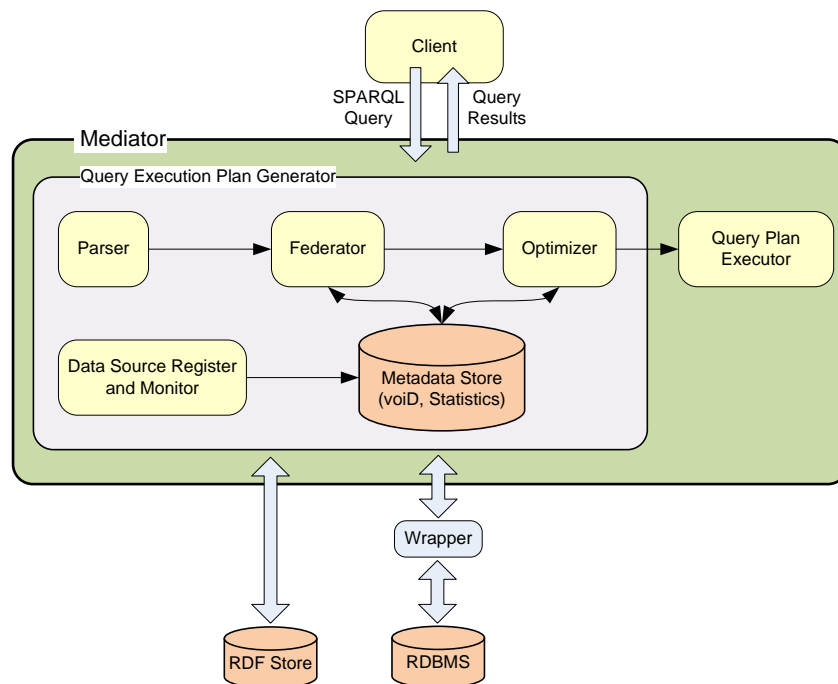 Client
SPARQL
Query
Query
Results
Mediator
Query Execution Plan Generator
Parser
Federator
Optimizer
Query Plan
Executor
Data Source Register
and Monitor
Metadata Store
(voiD, Statistics)
Wrapper
RDF Store
RDBMS